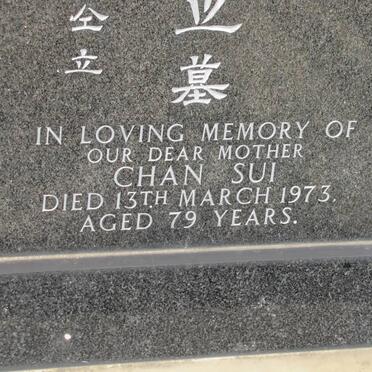 立墓
仝立
IN LOVING MEMORY OF
OUR DEAR MOTHER
CHAN SUI
DIED 13TH MARCH 1973.
AGED 79 YEARS.